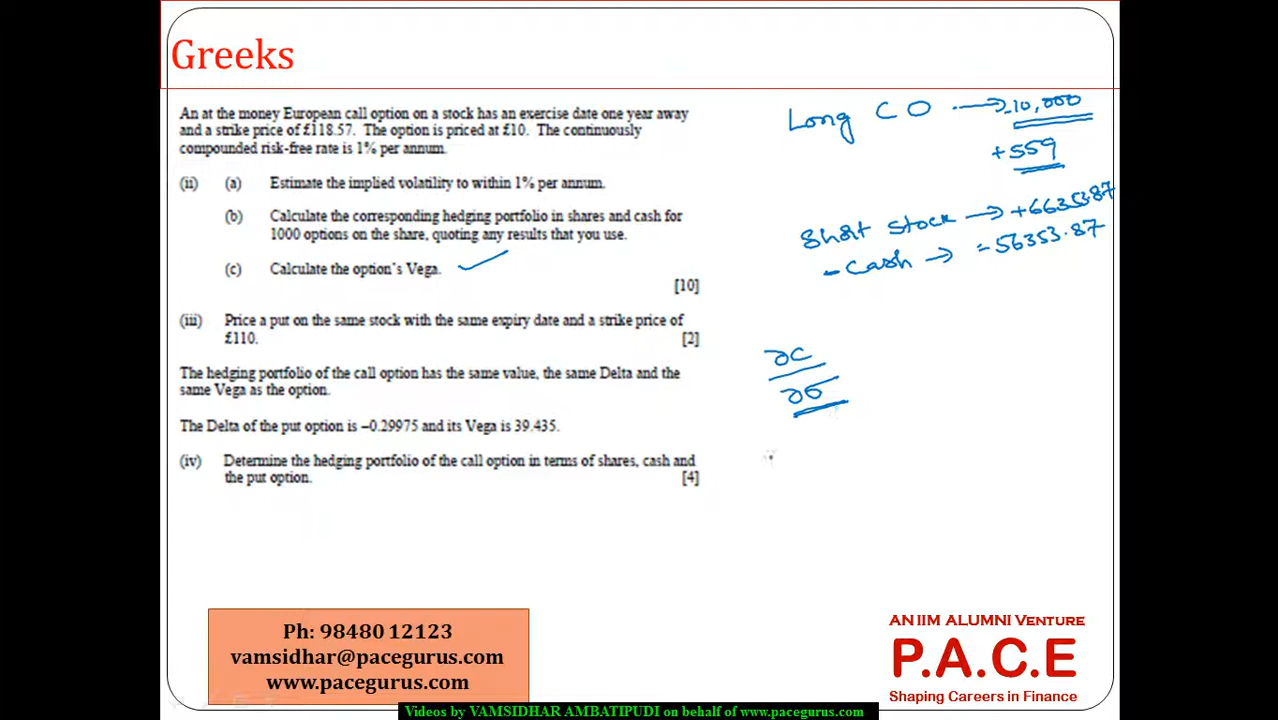 Greeks
An at the money European call option on a stock has an exercise date one year away
and a strike price of £118.57. The option is priced at £10. The continuously
compounded risk-free rate is 1% per annum.
(ii) (a) Estimate the implied volatility to within 1% per annum.
(b) Calculate the corresponding hedging portfolio in shares and cash for
1000 options on the share, quoting any results that you use.
(c) Calculate the option's Vega.
[10]
(iii) Price a put on the same stock with the same expiry date and a strike price of
£110. [2]
The hedging portfolio of the call option has the same value, the same Delta and the
same Vega as the option.
The Delta of the put option is –0.29975 and its Vega is 39.435.
(iv) Determine the hedging portfolio of the call option in terms of shares, cash and
the put option. [4]
Long CO → -10,000
+559
Short stock → +66353.87
- Cash → -56353.87
∂C
∂σ
Ph: 98480 12123
vamsidhar@pacegurus.com
www.pacegurus.com
AN IIM ALUMNI VENTURE
P.A.C.E
Shaping Careers in Finance
Videos by VAMSIDHAR AMBATIPUDI on behalf of www.pacegurus.com